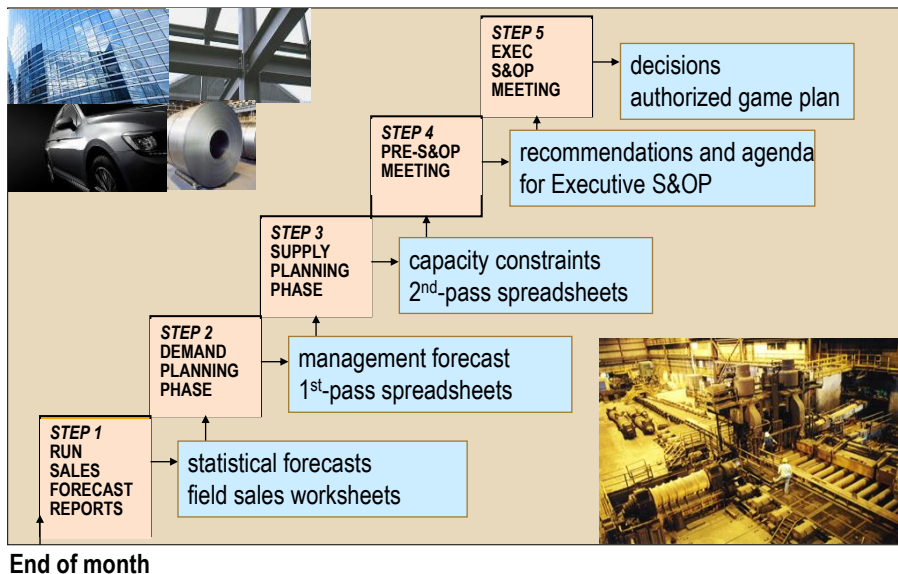 STEP 5
EXEC
S&OP
MEETING
decisions
authorized game plan
STEP 4
PRE-S&OP
MEETING
recommendations and agenda
for Executive S&OP
STEP 3
SUPPLY
PLANNING
PHASE
capacity constraints
2nd-pass spreadsheets
STEP 2
DEMAND
PLANNING
PHASE
management forecast
1st-pass spreadsheets
STEP 1
RUN
SALES
FORECAST
REPORTS
statistical forecasts
field sales worksheets
End of month